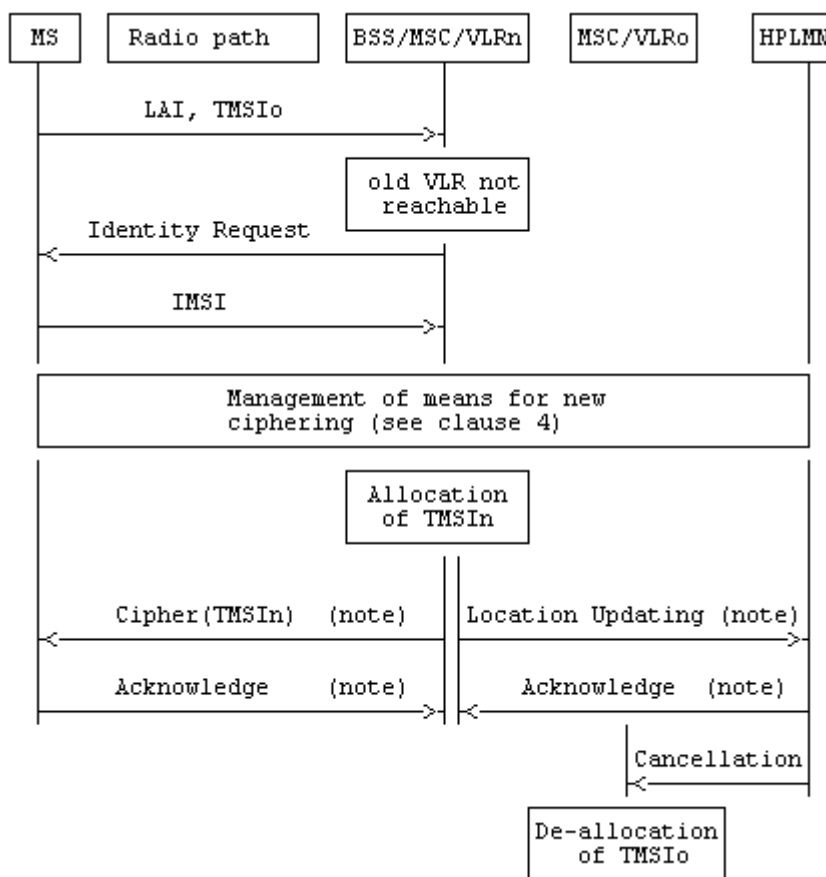 MS Radio path BSS/MSC/VLRn MSC/VLRo HPLMN
LAI, TMSIo
old VLR not
reachable
Identity Request
IMSI
Management of means for new
ciphering (see clause 4)
Allocation
of TMSIn
Cipher(TMSIn) (note) Location Updating (note)
Acknowledge (note) Acknowledge (note)
Cancellation
De-allocation
of TMSIo